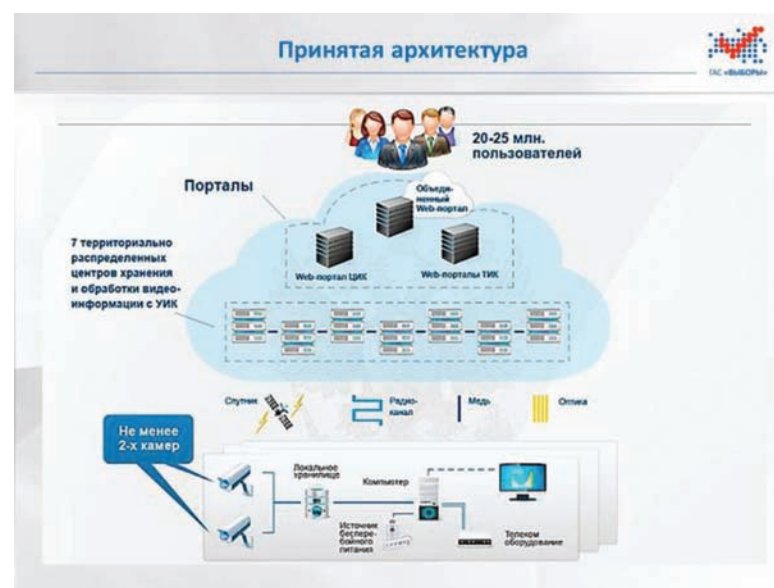 Принятая архитектура
ГАС «ВЫБОРЫ»
20-25 млн.
пользователей
Порталы
Объеди-
ненный
Web-портал
Web-портал ЦИК
Web-порталы ТИК
7 территориально
распределенных
центров хранения
и обработки видео-
информации с УИК
Спутник
Радио-
канал
Медь
Оптика
Не менее
2-х камер
Локальное
хранилище
Компьютер
Источник
беспере-
бойного
питания
Телеком
оборудование